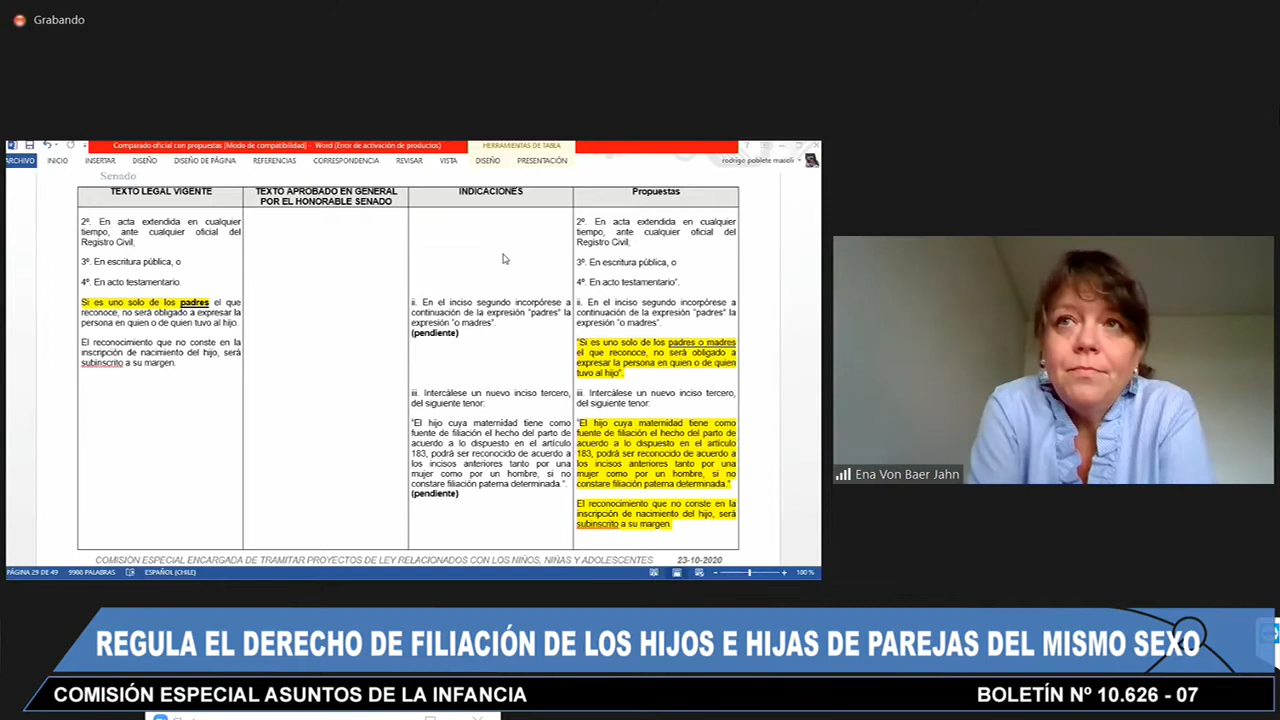 Grabando
Comparado oficial con propuestas [Modo de compatibilidad] - Word (Error de activación de productos)
HERRAMIENTAS DE TABLA
ARCHIVO INICIO INSERTAR DISEÑO DISEÑO DE PÁGINA REFERENCIAS CORRESPONDENCIA REVISAR VISTA DISEÑO PRESENTACIÓN
rodrigo poblete masoli
Senado
TEXTO LEGAL VIGENTE
2º. En acta extendida en cualquier
tiempo, ante cualquier oficial del
Registro Civil;
3º. En escritura pública, o
4º. En acto testamentario.
Si es uno solo de los padres el que
reconoce, no será obligado a expresar la
persona en quien o de quien tuvo al hijo.
El reconocimiento que no conste en la
inscripción de nacimiento del hijo, será
subinscrito a su margen.
TEXTO APROBADO EN GENERAL
POR EL HONORABLE SENADO
INDICACIONES
ii. En el inciso segundo incorpórese a
continuación de la expresión "padres" la
expresión "o madres".
(pendiente)
iii. Intercálese un nuevo inciso tercero,
del siguiente tenor:
"El hijo cuya maternidad tiene como
fuente de filiación el hecho del parto de
acuerdo a lo dispuesto en el artículo
183, podrá ser reconocido de acuerdo a
los incisos anteriores tanto por una
mujer como por un hombre, si no
constare filiación paterna determinada.".
(pendiente)
Propuestas
2º. En acta extendida en cualquier
tiempo, ante cualquier oficial del
Registro Civil;
3º. En escritura pública, o
4º. En acto testamentario".
ii. En el inciso segundo incorpórese a
continuación de la expresión "padres" la
expresión "o madres".
"Si es uno solo de los padres o madres
el que reconoce, no será obligado a
expresar la persona en quien o de quien
tuvo al hijo".
iii. Intercálese un nuevo inciso tercero,
del siguiente tenor:
"El hijo cuya maternidad tiene como
fuente de filiación el hecho del parto de
acuerdo a lo dispuesto en el artículo
183, podrá ser reconocido de acuerdo a
los incisos anteriores tanto por una
mujer como por un hombre, si no
constare filiación paterna determinada."
El reconocimiento que no conste en la
inscripción de nacimiento del hijo, será
subinscrito a su margen.
COMISIÓN ESPECIAL ENCARGADA DE TRAMITAR PROYECTOS DE LEY RELACIONADOS CON LOS NIÑOS, NIÑAS Y ADOLESCENTES 23-10-2020
PÁGINA 29 DE 49 9966 PALABRAS ESPAÑOL (CHILE) 100 %
Ena Von Baer Jahn
REGULA EL DERECHO DE FILIACIÓN DE LOS HIJOS E HIJAS DE PAREJAS DEL MISMO SEXO
COMISIÓN ESPECIAL ASUNTOS DE LA INFANCIA BOLETÍN Nº 10.626 - 07